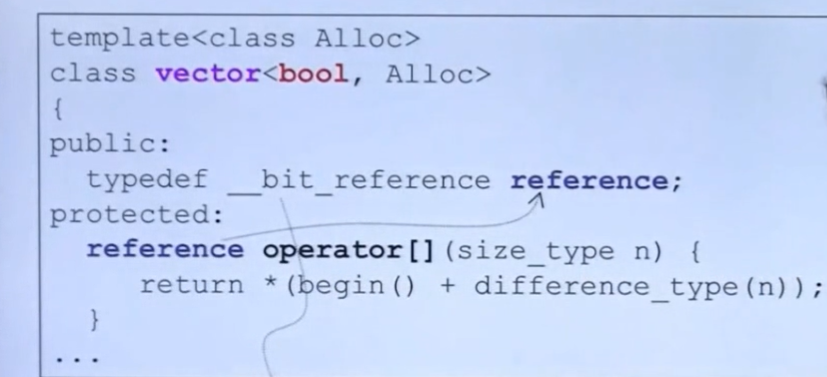 template<class Alloc>
class vector<bool, Alloc>
{
public:
  typedef __bit_reference reference;
protected:
  reference operator[](size_type n) {
     return *(begin() + difference_type(n));
  }
...